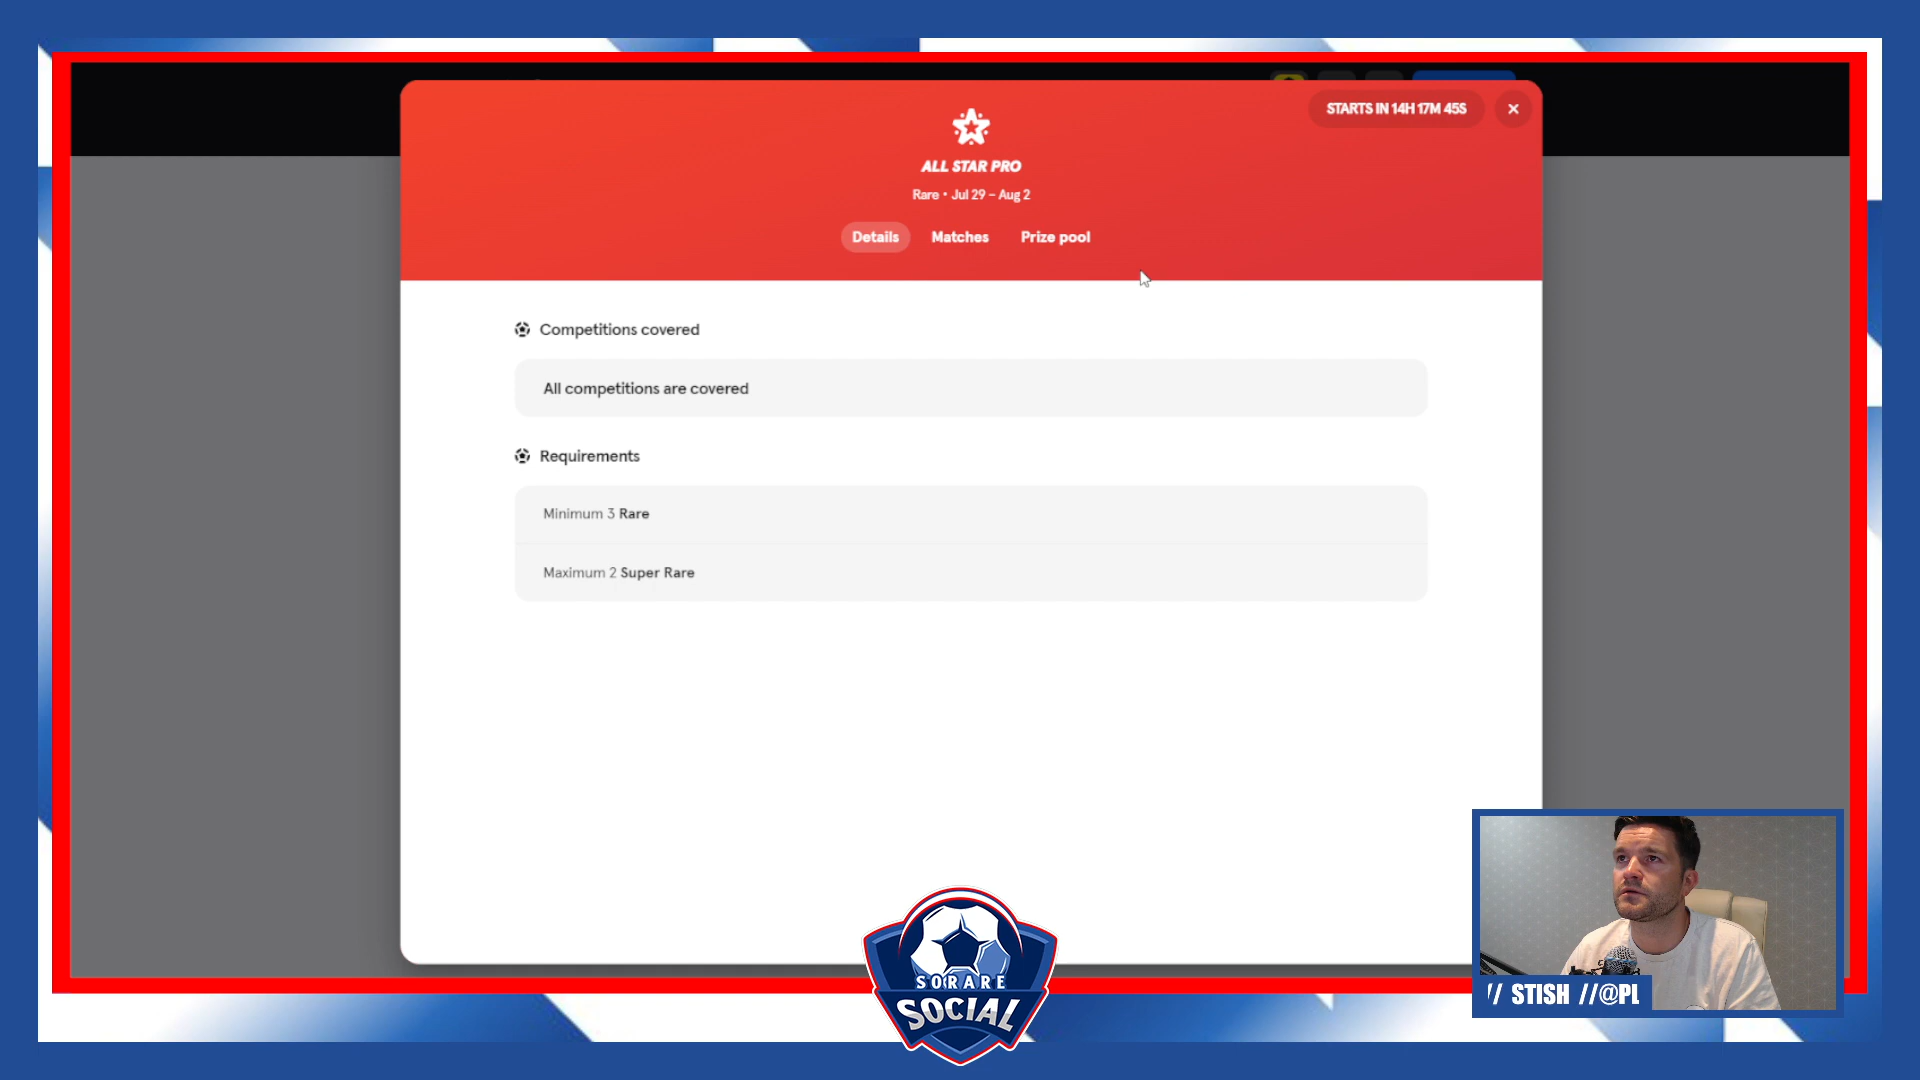 STARTS IN 14H 17M 45S
ALL STAR PRO
Rare • Jul 29 – Aug 2
Details Matches Prize pool
Competitions covered
All competitions are covered
Requirements
Minimum 3 Rare
Maximum 2 Super Rare
SORARE
SOCIAL
// STISH //@PL